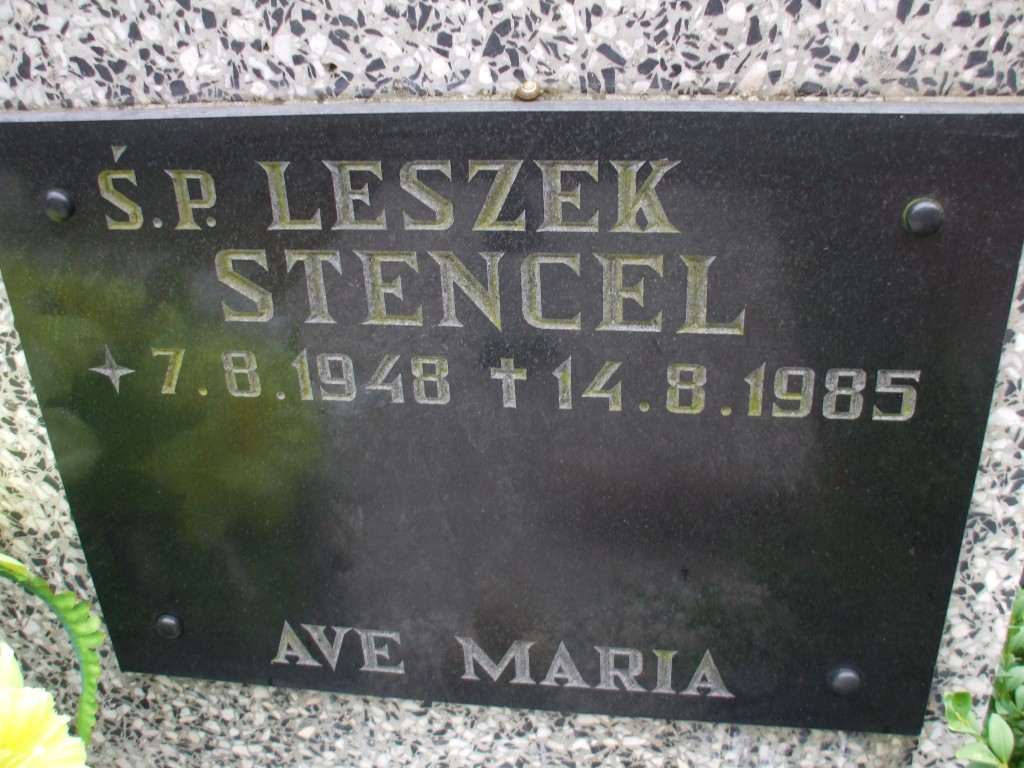 Ś.P. LESZEK
STENCEL
✦ 7.8.1948 ✝ 14.8.1985
AVE MARIA